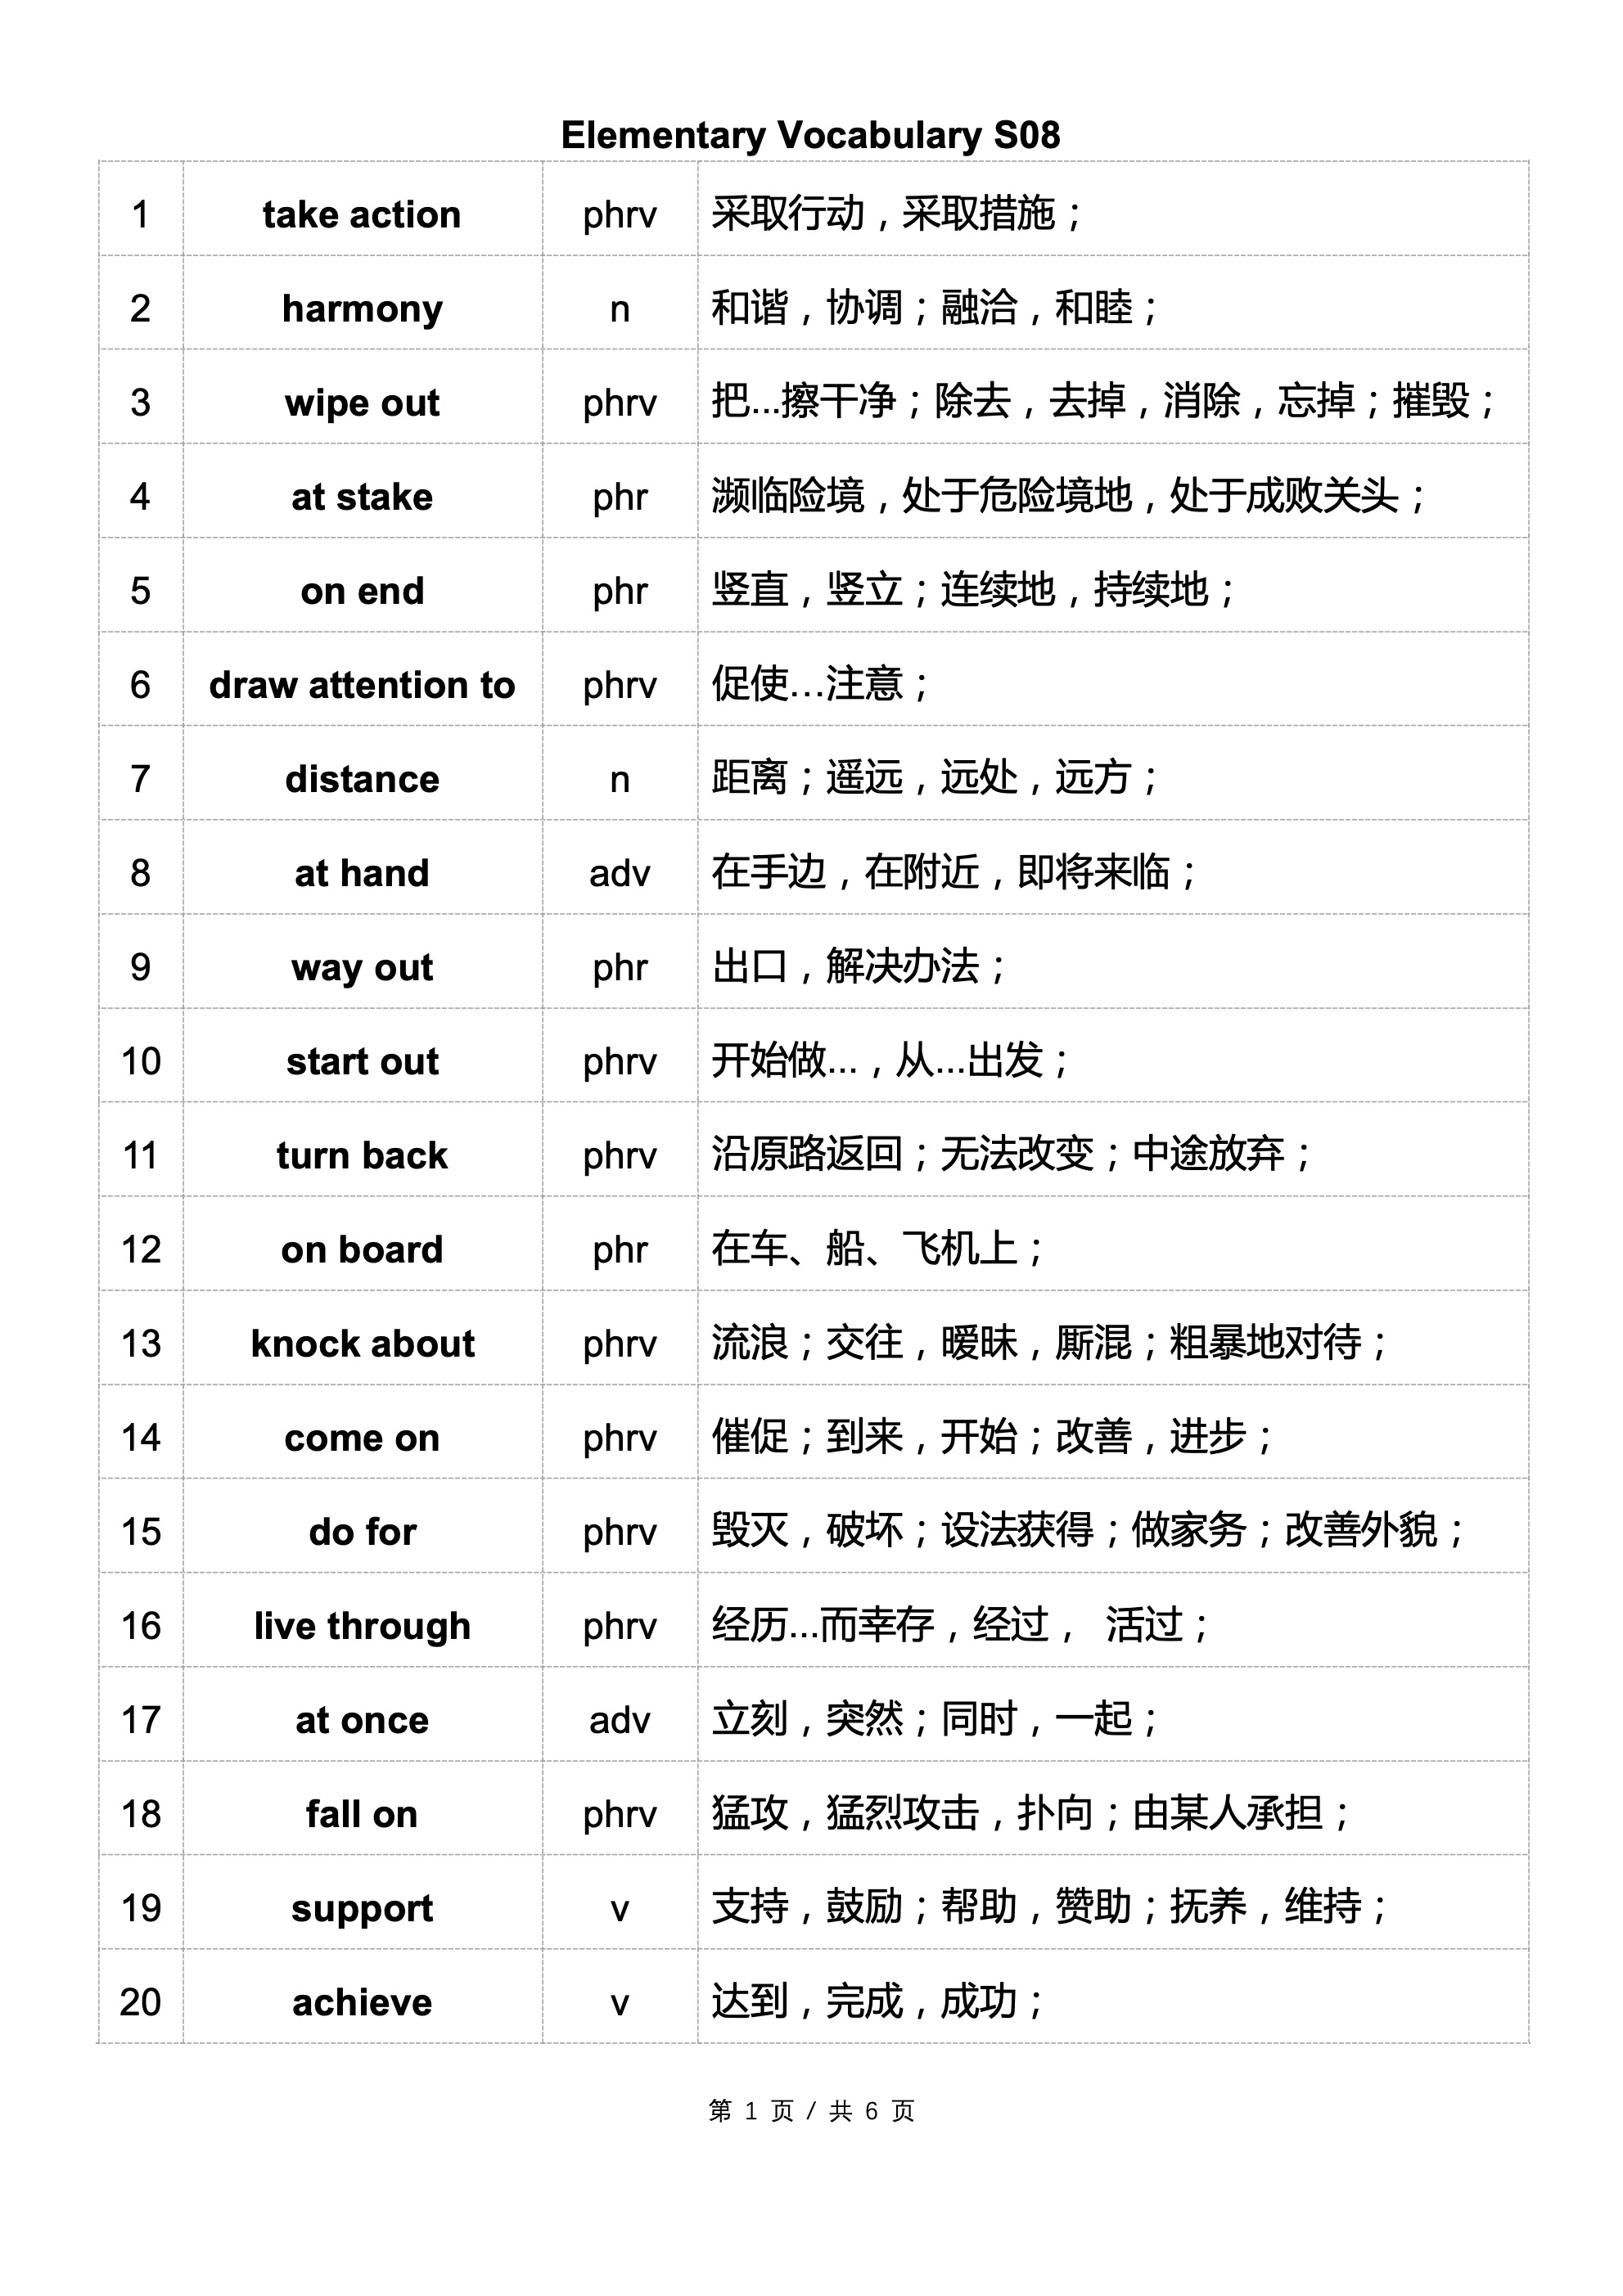 Elementary Vocabulary S08
1 take action phrv 采取行动，采取措施；
2 harmony n 和谐，协调；融洽，和睦；
3 wipe out phrv 把...擦干净；除去，去掉，消除，忘掉；摧毁；
4 at stake phr 濒临险境，处于危险境地，处于成败关头；
5 on end phr 竖直，竖立；连续地，持续地；
6 draw attention to phrv 促使…注意；
7 distance n 距离；遥远，远处，远方；
8 at hand adv 在手边，在附近，即将来临；
9 way out phr 出口，解决办法；
10 start out phrv 开始做...，从...出发；
11 turn back phrv 沿原路返回；无法改变；中途放弃；
12 on board phr 在车、船、飞机上；
13 knock about phrv 流浪；交往，暧昧，厮混；粗暴地对待；
14 come on phrv 催促；到来，开始；改善，进步；
15 do for phrv 毁灭，破坏；设法获得；做家务；改善外貌；
16 live through phrv 经历...而幸存，经过， 活过；
17 at once adv 立刻，突然；同时，一起；
18 fall on phrv 猛攻，猛烈攻击，扑向；由某人承担；
19 support v 支持，鼓励；帮助，赞助；抚养，维持；
20 achieve v 达到，完成，成功；
第 1 页 / 共 6 页